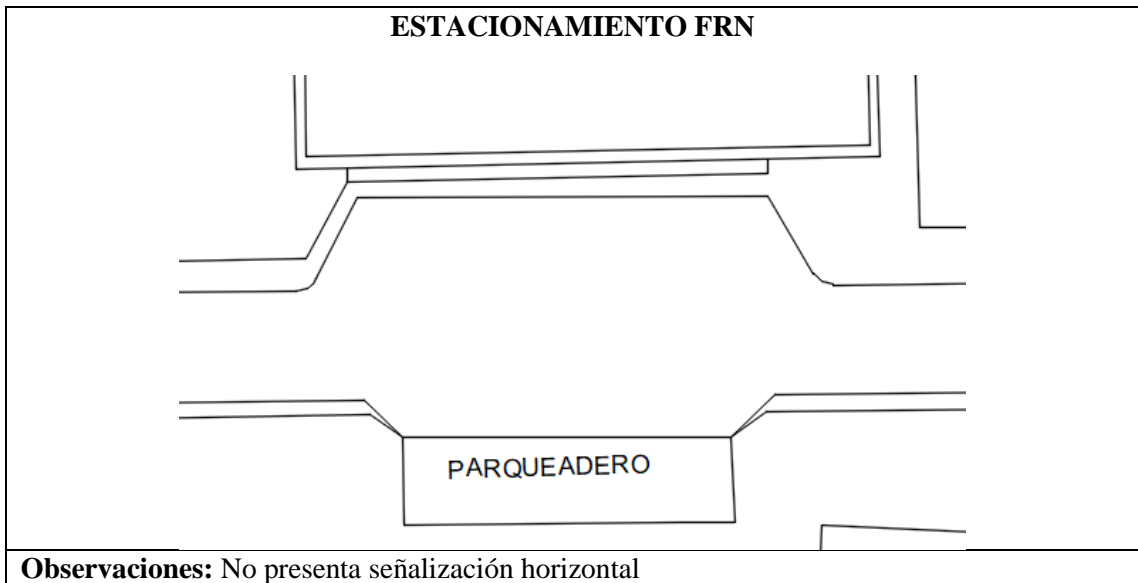 ESTACIONAMIENTO FRN
PARQUEADERO
Observaciones: No presenta señalización horizontal